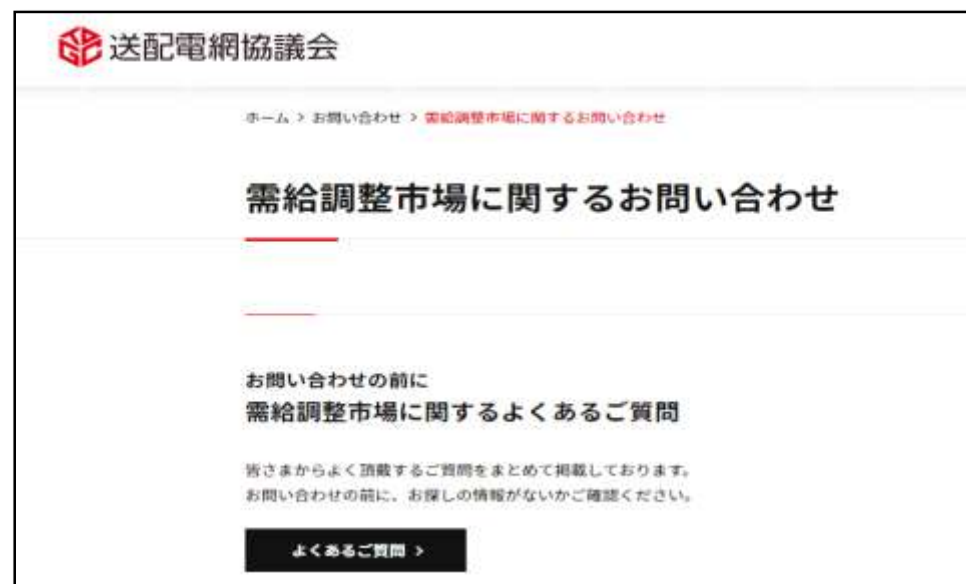 送配電網協議会
ホーム > お問い合わせ > 需給調整市場に関するお問い合わせ
需給調整市場に関するお問い合わせ
お問い合わせの前に
需給調整市場に関するよくあるご質問
皆さまからよく頂戴するご質問をまとめて掲載しております。
お問い合わせの前に、お探しの情報がないかご確認ください。
よくあるご質問 >